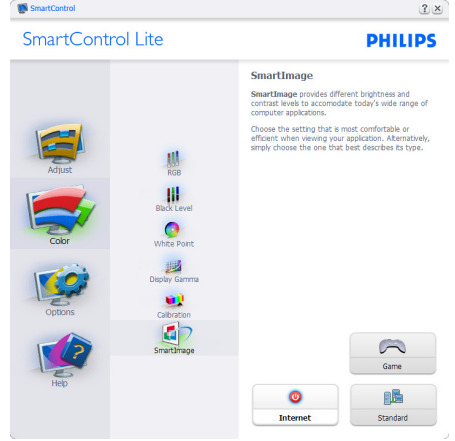 SmartControl
SmartControl Lite
PHILIPS
Adjust
Color
Options
Help
RGB
Black Level
White Point
Display Gamma
Calibration
SmartImage
SmartImage
SmartImage provides different brightness and
contrast levels to accomodate today's wide range of
computer applications.
Choose the setting that is most comfortable or
efficient when viewing your application. Alternatively,
simply choose the one that best describes its type.
Game
Internet
Standard